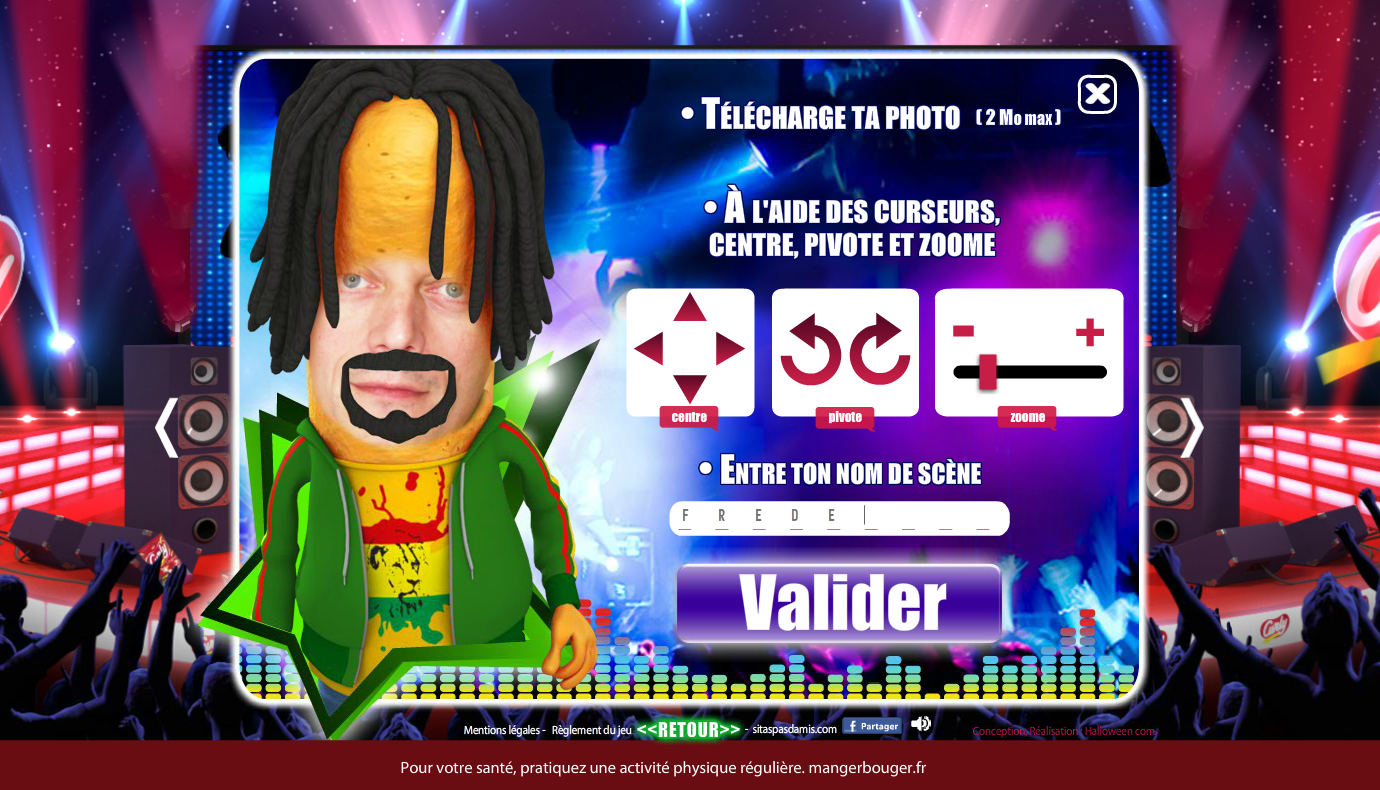 • TÉLÉCHARGE TA PHOTO ( 2 Mo max )
• À L'AIDE DES CURSEURS,
CENTRE, PIVOTE ET ZOOME
- +
centre pivote zoome
• ENTRE TON NOM DE SCÈNE
F R E D E _ _ _ _
Valider
Curly
Curly
Mentions légales - Règlement du jeu <<RETOUR>> - sitaspasdamis.com f Partager
Conception Réalisation : Halloween com
Pour votre santé, pratiquez une activité physique régulière. mangerbouger.fr